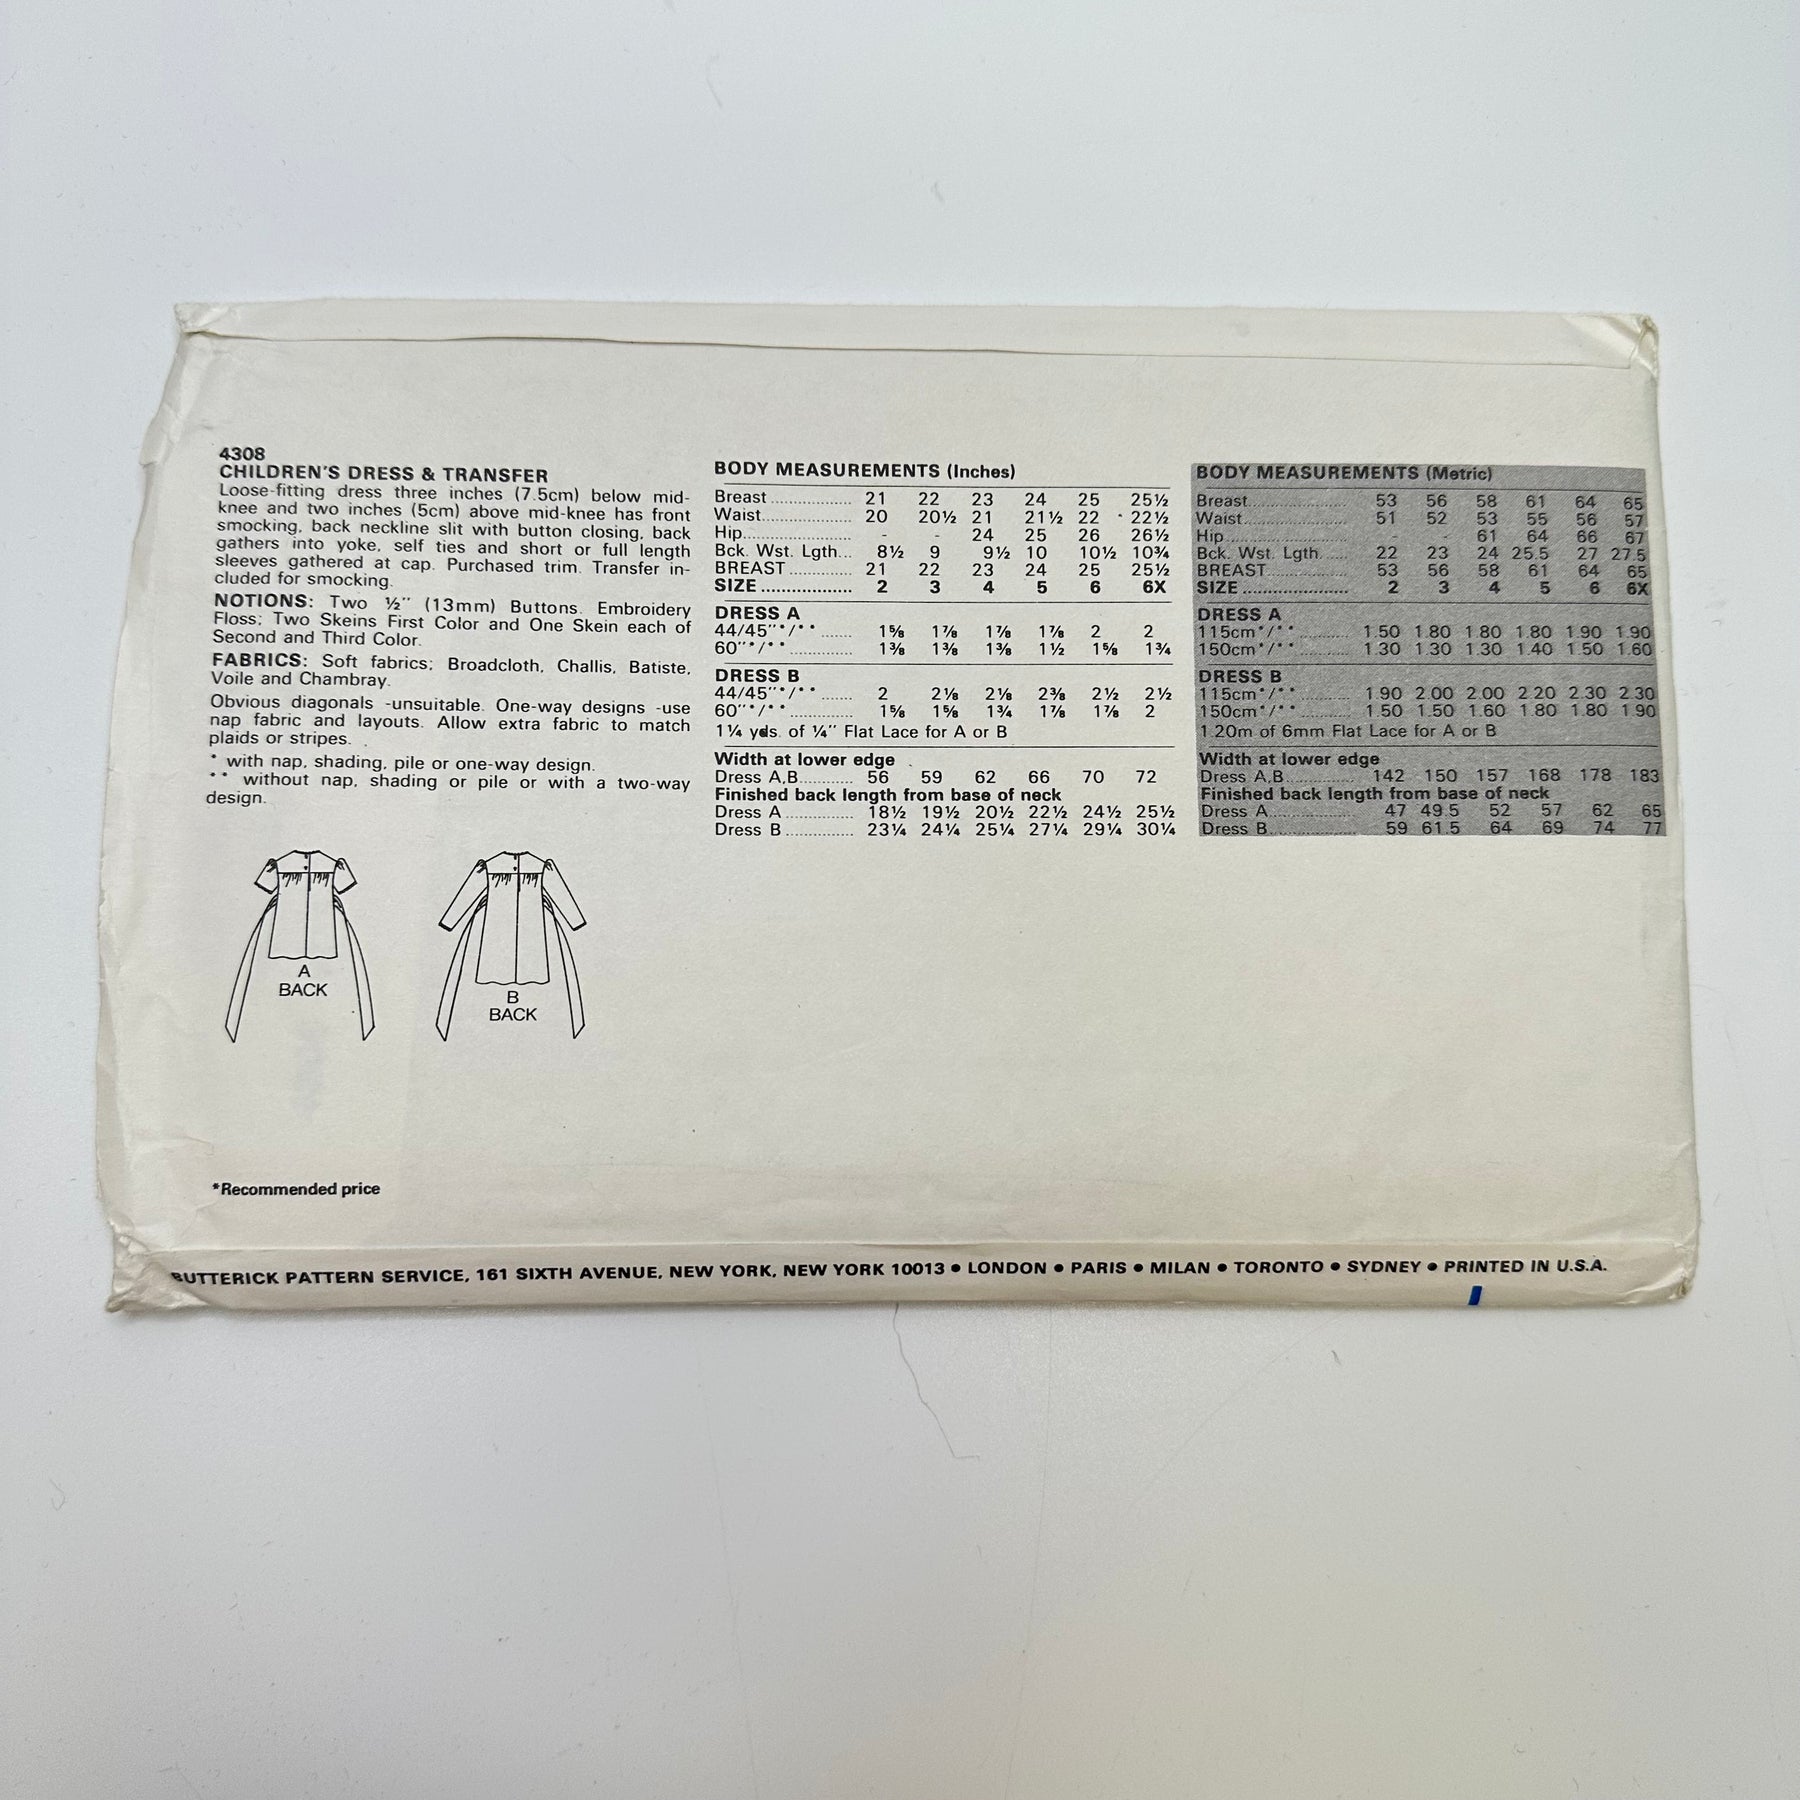 4308
CHILDREN'S DRESS & TRANSFER
Loose-fitting dress three inches (7.5cm) below mid-
knee and two inches (5cm) above mid-knee has front
smocking, back neckline slit with button closing, back
gathers into yoke, self ties and short or full length
sleeves gathered at cap. Purchased trim. Transfer in-
cluded for smocking.
NOTIONS: Two ½" (13mm) Buttons. Embroidery
Floss: Two Skeins First Color and One Skein each of
Second and Third Color.
FABRICS: Soft fabrics: Broadcloth, Challis, Batiste,
Voile and Chambray.
Obvious diagonals -unsuitable. One-way designs -use
nap fabric and layouts. Allow extra fabric to match
plaids or stripes.
* with nap, shading, pile or one-way design.
** without nap, shading or pile or with a two-way
design.
A
BACK
B
BACK
BODY MEASUREMENTS (Inches)
Breast ................ 21 22 23 24 25 25½
Waist................. 20 20½ 21 21½ 22 22½
Hip..................... - - 24 25 26 26½
Bck. Wst. Lgth... 8½ 9 9½ 10 10½ 10¾
BREAST ............. 21 22 23 24 25 25½
SIZE .................. 2 3 4 5 6 6X
DRESS A
44/45"*/** ....... 1⅝ 1⅞ 1⅞ 1⅞ 2 2
60"*/** ............. 1⅜ 1⅜ 1⅜ 1½ 1⅝ 1¾
DRESS B
44/45"*/** ....... 2 2⅛ 2⅛ 2⅜ 2½ 2½
60"*/** ............. 1⅝ 1⅝ 1¾ 1⅞ 1⅞ 2
1¼ yds. of ¼" Flat Lace for A or B
Width at lower edge
Dress A,B........... 56 59 62 66 70 72
Finished back length from base of neck
Dress A .............. 18½ 19½ 20½ 22½ 24½ 25½
Dress B .............. 23¼ 24¼ 25¼ 27¼ 29¼ 30¼
BODY MEASUREMENTS (Metric)
Breast.................... 53 56 58 61 64 65
Waist..................... 51 52 53 55 56 57
Hip........................ - - 61 64 66 67
Bck. Wst. Lgth...... 22 23 24 25.5 27 27.5
BREAST................ 53 56 58 61 64 65
SIZE ..................... 2 3 4 5 6 6X
DRESS A
115cm*/** .......... 1.50 1.80 1.80 1.80 1.90 1.90
150cm*/** .......... 1.30 1.30 1.30 1.40 1.50 1.60
DRESS B
115cm*/** .......... 1.90 2.00 2.00 2.20 2.30 2.30
150cm*/** .......... 1.50 1.50 1.60 1.80 1.80 1.90
1.20m of 6mm Flat Lace for A or B
Width at lower edge
Dress A,B.............. 142 150 157 168 178 183
Finished back length from base of neck
Dress A................. 47 49.5 52 57 62 65
Dress B................. 59 61.5 64 69 74 77
*Recommended price
BUTTERICK PATTERN SERVICE, 161 SIXTH AVENUE, NEW YORK, NEW YORK 10013 ● LONDON ● PARIS ● MILAN ● TORONTO ● SYDNEY ● PRINTED IN U.S.A.